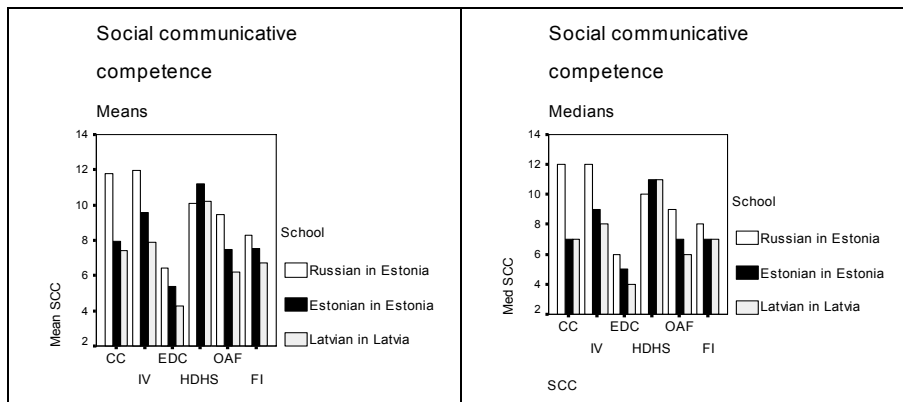 Social communicative
competence
Means
14
12
10
8
6
4
2
Mean SCC
CC
IV
EDC
HDHS
OAF
FI
School
Russian in Estonia
Estonian in Estonia
Latvian in Latvia
Social communicative
competence
Medians
14
12
10
8
6
4
2
Med SCC
CC
IV
EDC
HDHS
OAF
FI
SCC
School
Russian in Estonia
Estonian in Estonia
Latvian in Latvia